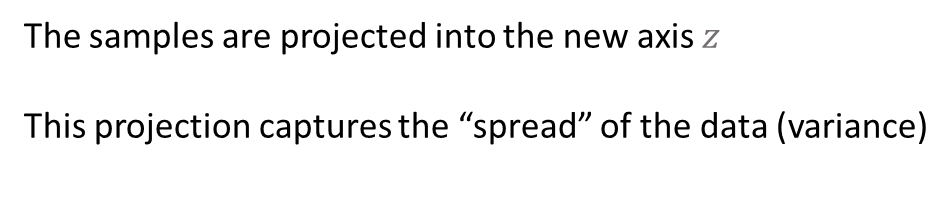 The samples are projected into the new axis z
This projection captures the “spread” of the data (variance)